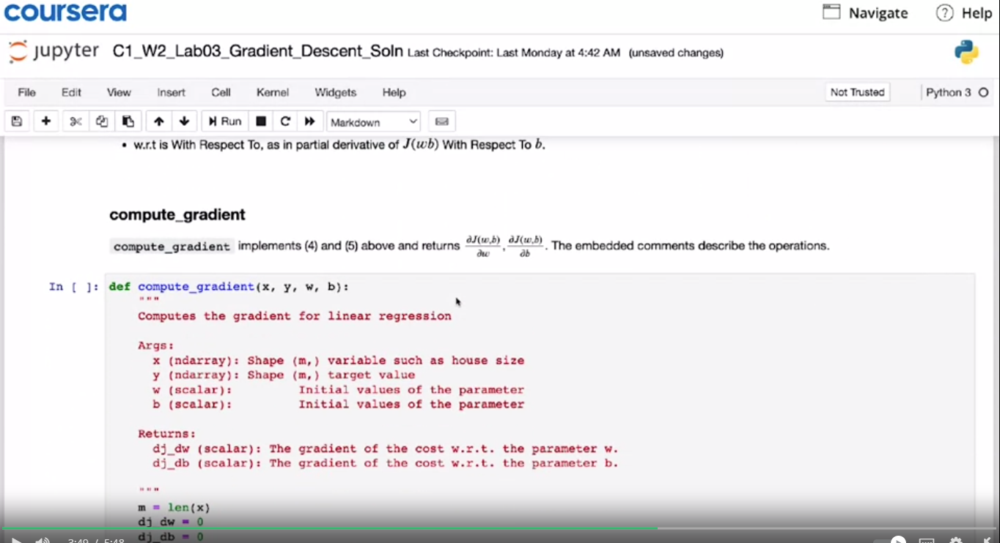 coursera
Navigate
Help
jupyter C1_W2_Lab03_Gradient_Descent_Soln Last Checkpoint: Last Monday at 4:42 AM (unsaved changes)
File Edit View Insert Cell Kernel Widgets Help
Not Trusted
Python 3
Run
Markdown
• w.r.t is With Respect To, as in partial derivative of J(wb) With Respect To b.
compute_gradient
compute_gradient implements (4) and (5) above and returns ∂J(w,b)/∂w, ∂J(w,b)/∂b. The embedded comments describe the operations.
In [ ]: def compute_gradient(x, y, w, b):
"""
Computes the gradient for linear regression
Args:
x (ndarray): Shape (m,) variable such as house size
y (ndarray): Shape (m,) target value
w (scalar): Initial values of the parameter
b (scalar): Initial values of the parameter
Returns:
dj_dw (scalar): The gradient of the cost w.r.t. the parameter w.
dj_db (scalar): The gradient of the cost w.r.t. the parameter b.
"""
m = len(x)
dj_dw = 0
dj_db = 0
3:49 / 5:48